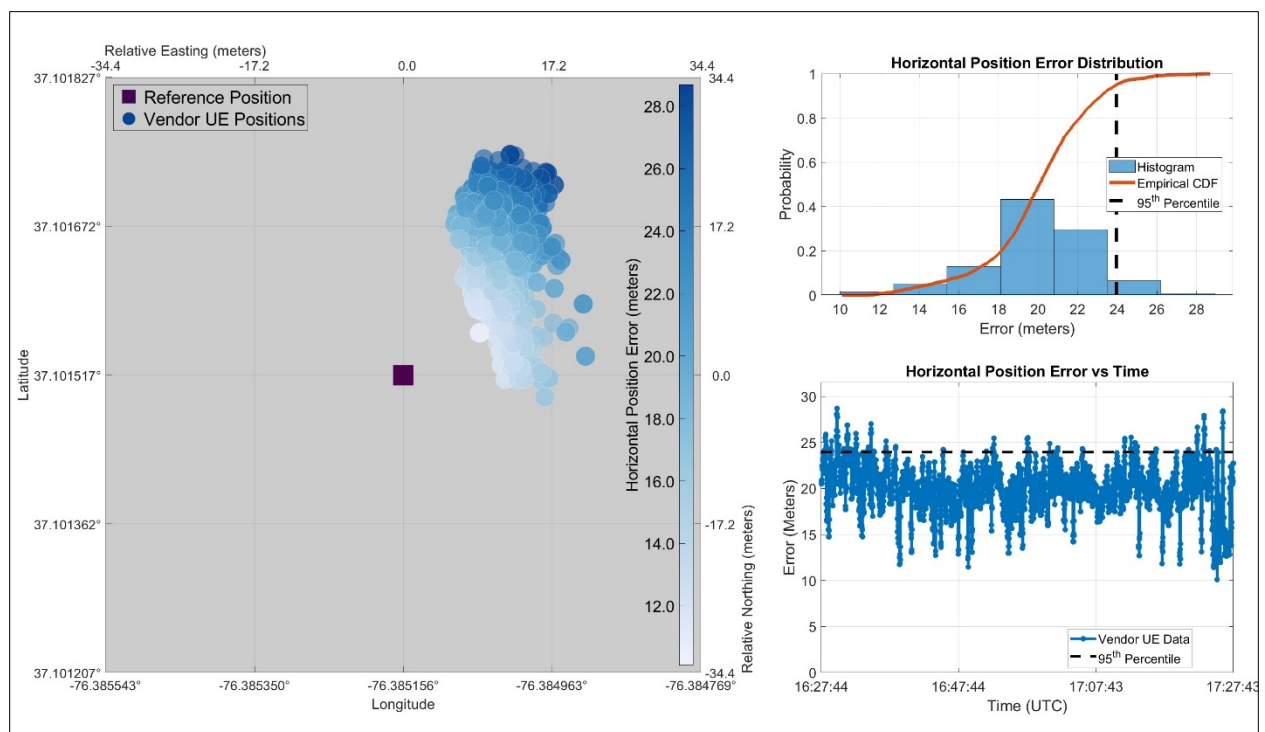 Relative Easting (meters)
-34.4 -17.2 0.0 17.2 34.4
37.101827° 34.4
Reference Position
Vendor UE Positions
28.0
26.0
37.101672° 17.2
24.0
22.0
20.0
37.101517° 0.0
18.0
16.0
37.101362° -17.2
14.0
12.0
37.101207° -34.4
-76.385543° -76.385350° -76.385156° -76.384963° -76.384769°
Longitude
Latitude
Horizontal Position Error (meters)
Relative Northing (meters)
Horizontal Position Error Distribution
1
0.8
0.6
0.4
0.2
0
Probability
Histogram
Empirical CDF
95th Percentile
10 12 14 16 18 20 22 24 26 28
Error (meters)
Horizontal Position Error vs Time
30
25
20
15
10
5
0
Error (Meters)
Vendor UE Data
95th Percentile
16:27:44 16:47:44 17:07:43 17:27:43
Time (UTC)